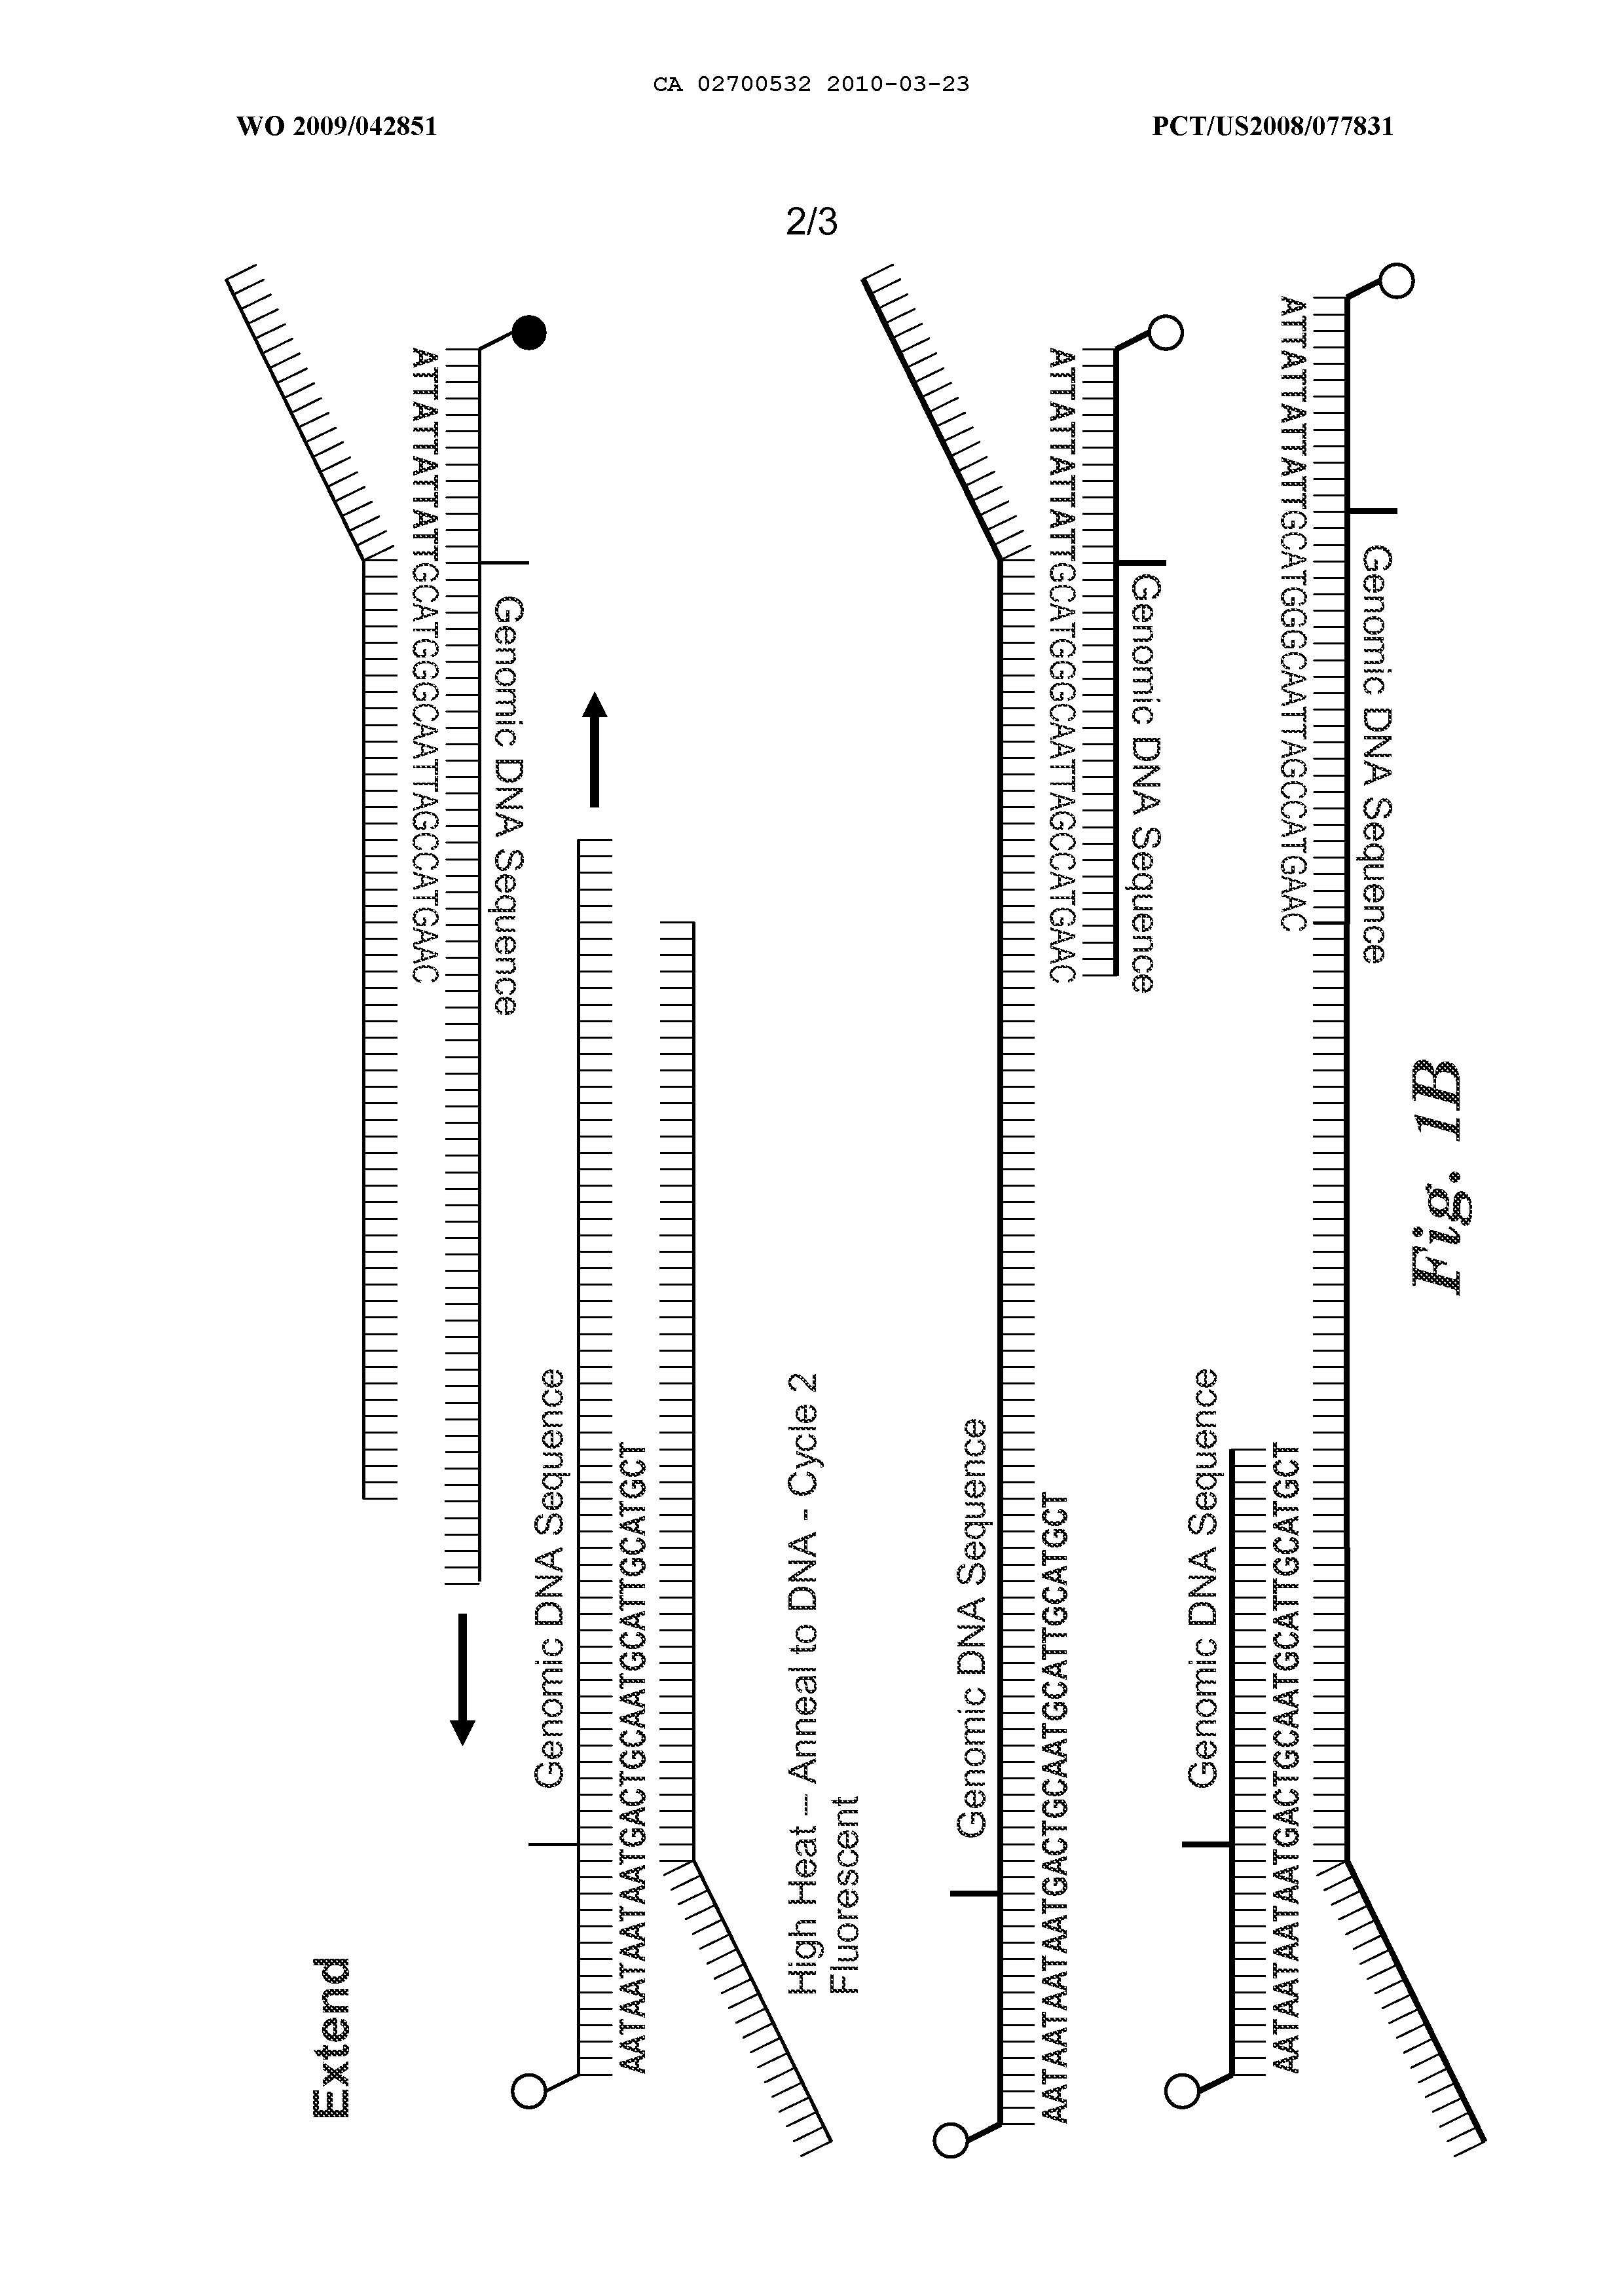 CA 02700532 2010-03-23
WO 2009/042851
PCT/US2008/077831
2/3
Extend
ATTATTATTATTGCATGGGCAATTAGCCATGAAC
Genomic DNA Sequence
Genomic DNA Sequence
AATAATAATAATGACTGCAATGCATTGCATGCT
High Heat – Anneal to DNA - Cycle 2
Fluorescent
Genomic DNA Sequence
AATAATAATAATGACTGCAATGCATTGCATGCT
ATTATTATTATTGCATGGGCAATTAGCCATGAAC
Genomic DNA Sequence
Genomic DNA Sequence
AATAATAATAATGACTGCAATGCATTGCATGCT
ATTATTATTATTGCATGGGCAATTAGCCATGAAC
Genomic DNA Sequence
Fig. 1B